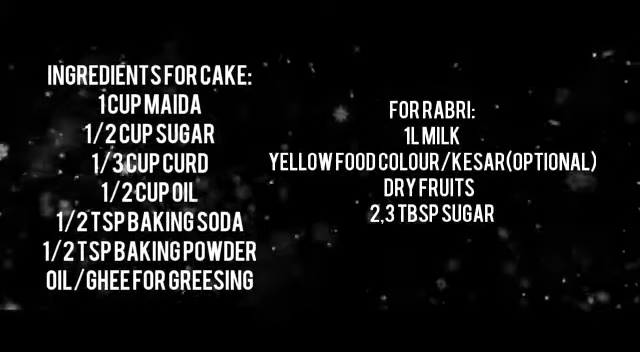 INGREDIENTS FOR CAKE:
1 CUP MAIDA
1/2 CUP SUGAR
1/3 CUP CURD
1/2 CUP OIL
1/2 TSP BAKING SODA
1/2 TSP BAKING POWDER
OIL/GHEE FOR GREESING
FOR RABRI:
1L MILK
YELLOW FOOD COLOUR/KESAR(OPTIONAL)
DRY FRUITS
2,3 TBSP SUGAR